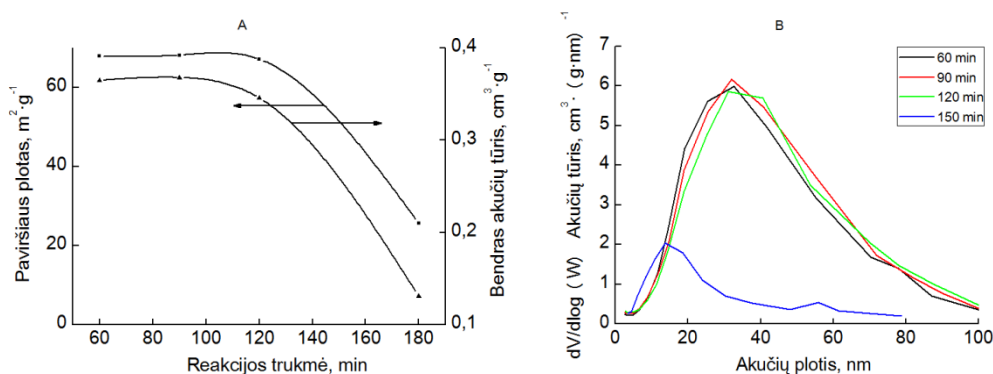 A
Paviršiaus plotas, m²·g⁻¹
60
40
20
0
60 80 100 120 140 160 180
Reakcijos trukmė, min
0,4
0,3
0,2
0,1
Bendras akučių tūris, cm³·g⁻¹
B
dV/dlog (W) Akučių tūris, cm³· (g·nm)⁻¹
7
6
5
4
3
2
1
0
0 20 40 60 80 100
Akučių plotis, nm
60 min
90 min
120 min
150 min